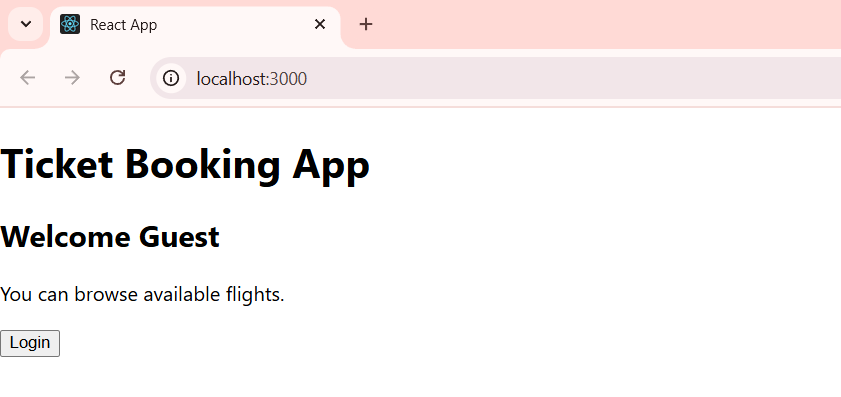 React App
localhost:3000
Ticket Booking App
Welcome Guest
You can browse available flights.
Login